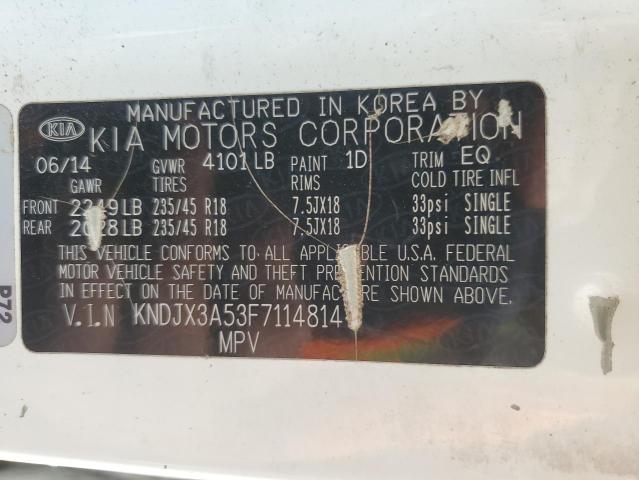 MANUFACTURED IN KOREA BY
KIA KIA MOTORS CORPORATION
06/14 GVWR 4101 LB PAINT 1D TRIM EQ
GAWR TIRES RIMS COLD TIRE INFL
FRONT 2249LB 235/45 R18 7.5JX18 33psi SINGLE
REAR 2028LB 235/45 R18 7.5JX18 33psi SINGLE
THIS VEHICLE CONFORMS TO ALL APPLICABLE U.S.A. FEDERAL
MOTOR VEHICLE SAFETY AND THEFT PREVENTION STANDARDS
IN EFFECT ON THE DATE OF MANUFACTURE SHOWN ABOVE.
V.I.N KNDJX3A53F7114814
MPV